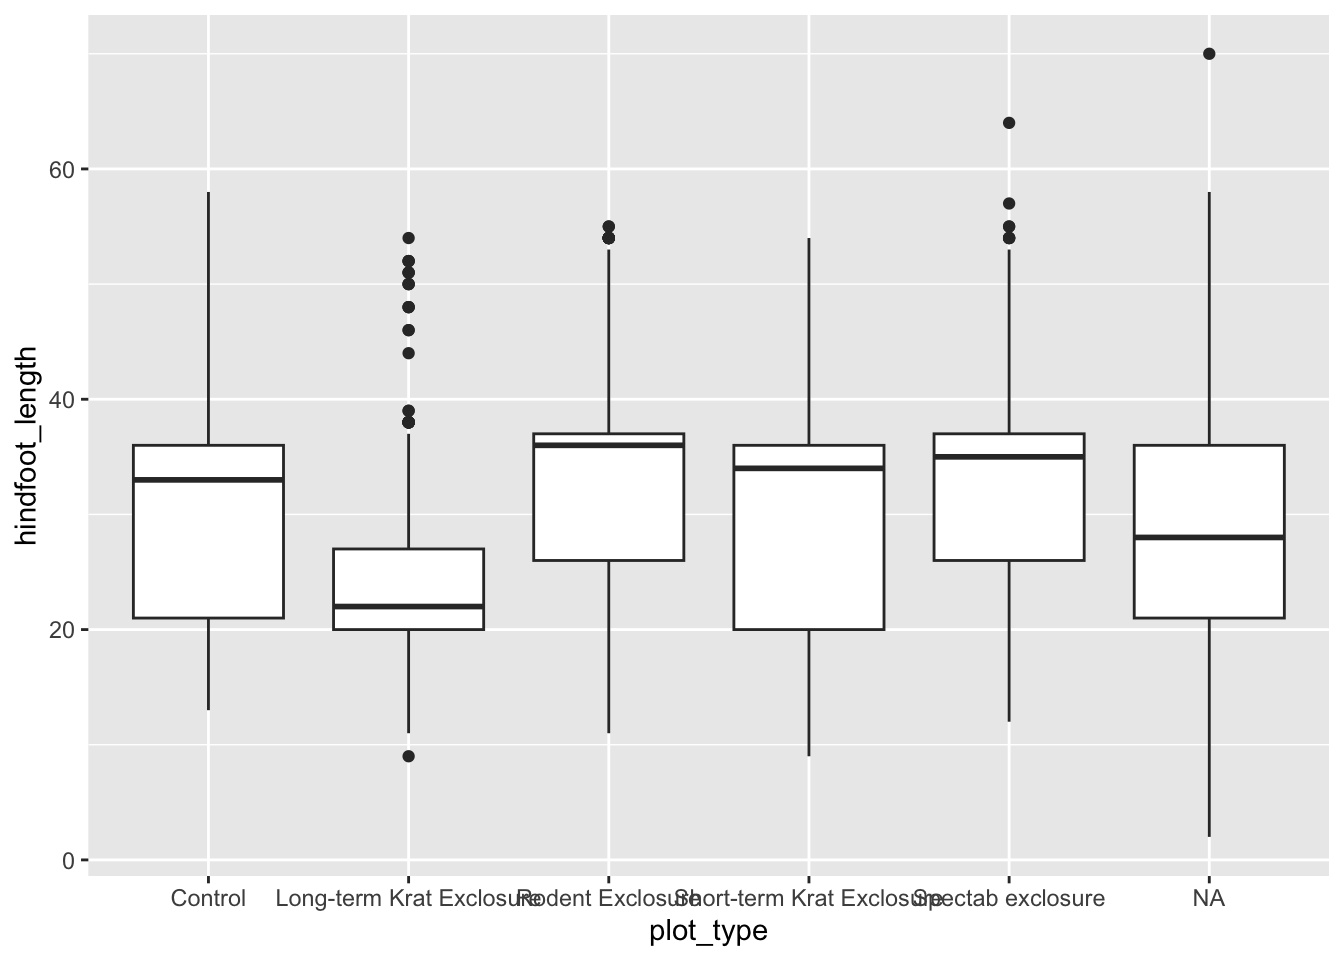 60
40
20
0
hindfoot_length
Control
Long-term Krat Exclosure
Rodent Exclosure
Short-term Krat Exclosure
Spectab exclosure
NA
plot_type